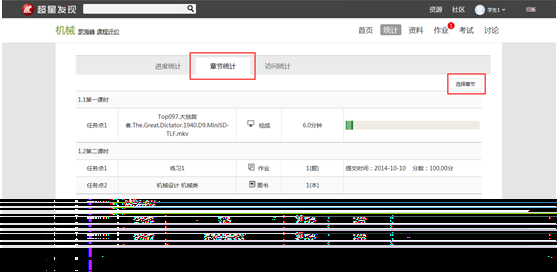 超星发现
资源 社区 学生1
机械 课程评价
首页 统计 资料 作业 1 考试 讨论
进度统计 章节统计 访问统计
选择章节
1.1第一课时
任务点1 Top097.大独裁者.The.Great.Dictator.1940.D9.MiniSD-TLF.mkv 视频 6.0分钟
1.2第二课时
任务点1 练习1 作业 1(题) 提交时间：2014-10-10 分数：100.00分
任务点2 机械设计 机械类 图书 1(本)